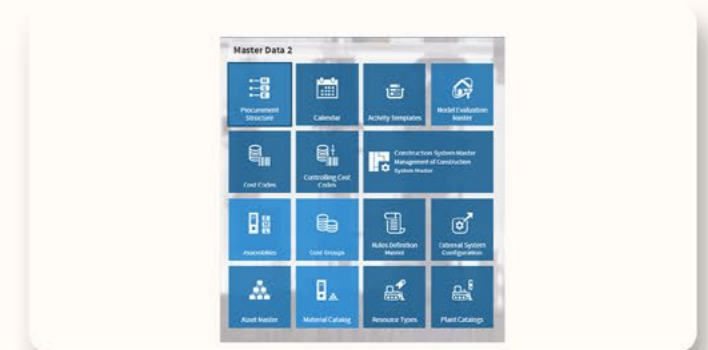 Master Data 2
Procurement
Structure
Calendar
Activity Templates
Model Evaluation
Master
Cost Codes
Controlling Cost
Codes
Construction System Master
Management of Construction
System Master
Assemblies
Cost Groups
Rules Definition
Master
External System
Configuration
Asset Master
Material Catalog
Resource Types
Plant Catalogs